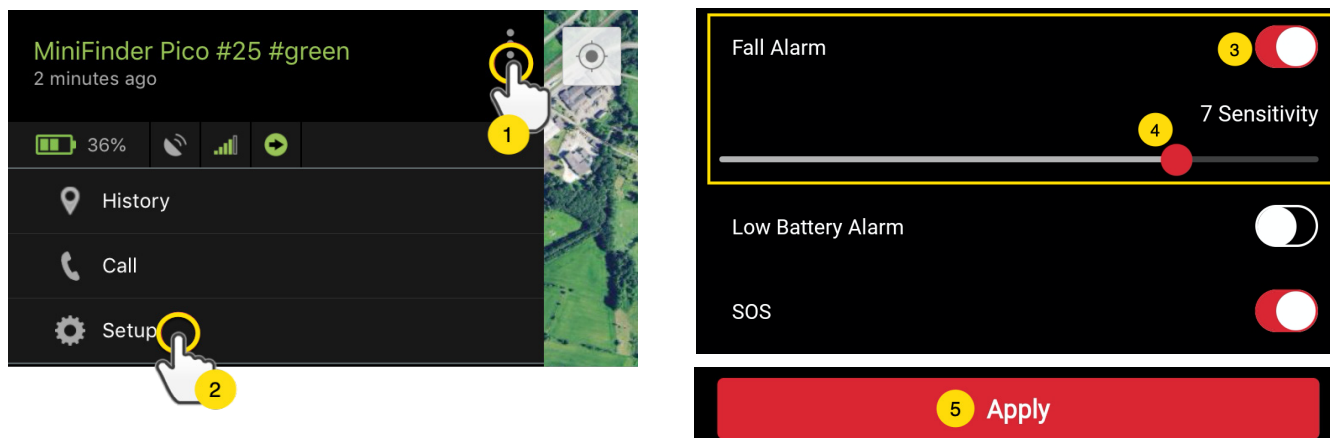 MiniFinder Pico #25 #green
2 minutes ago
1
36%
History
Call
Setup
2
Fall Alarm
3
7 Sensitivity
4
Low Battery Alarm
SOS
5 Apply